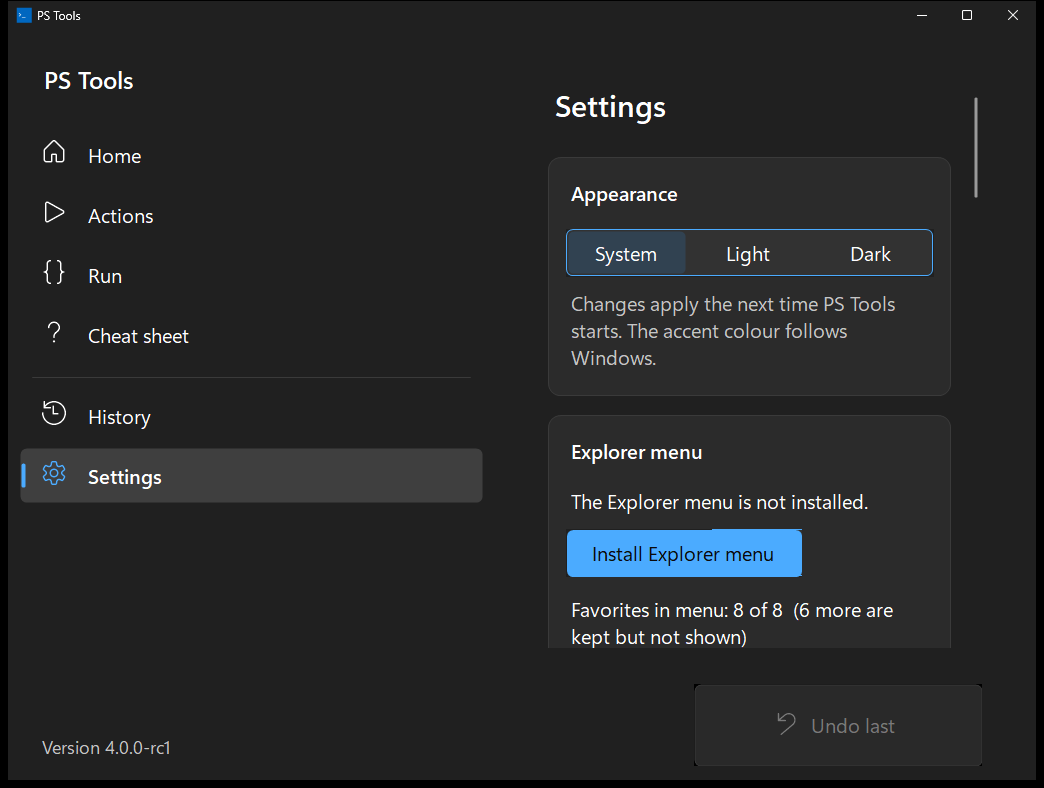 PS Tools
PS Tools
Home
Actions
Run
Cheat sheet
History
Settings
Version 4.0.0-rc1
Settings
Appearance
System Light Dark
Changes apply the next time PS Tools
starts. The accent colour follows
Windows.
Explorer menu
The Explorer menu is not installed.
Install Explorer menu
Favorites in menu: 8 of 8  (6 more are
kept but not shown)
Undo last